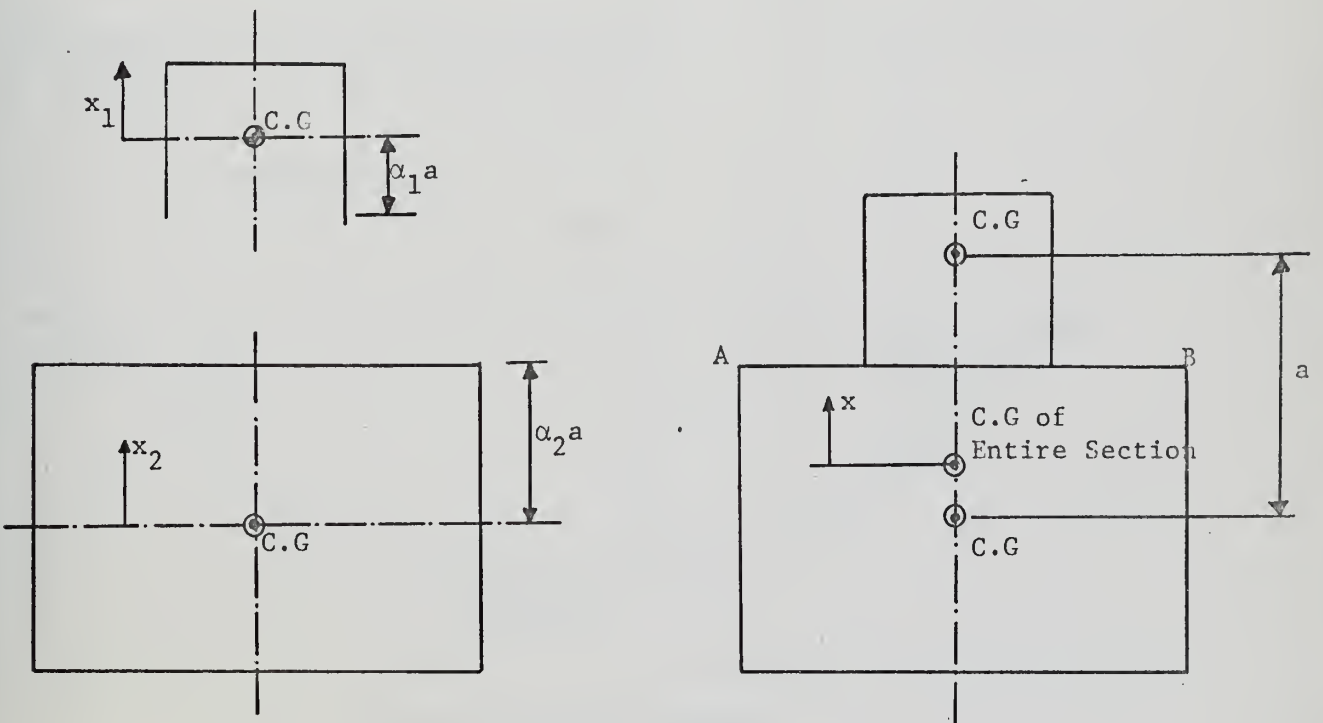 x₁
C.G
α₁a
x₂
α₂a
C.G
C.G
A
B
a
x
C.G of
Entire Section
C.G